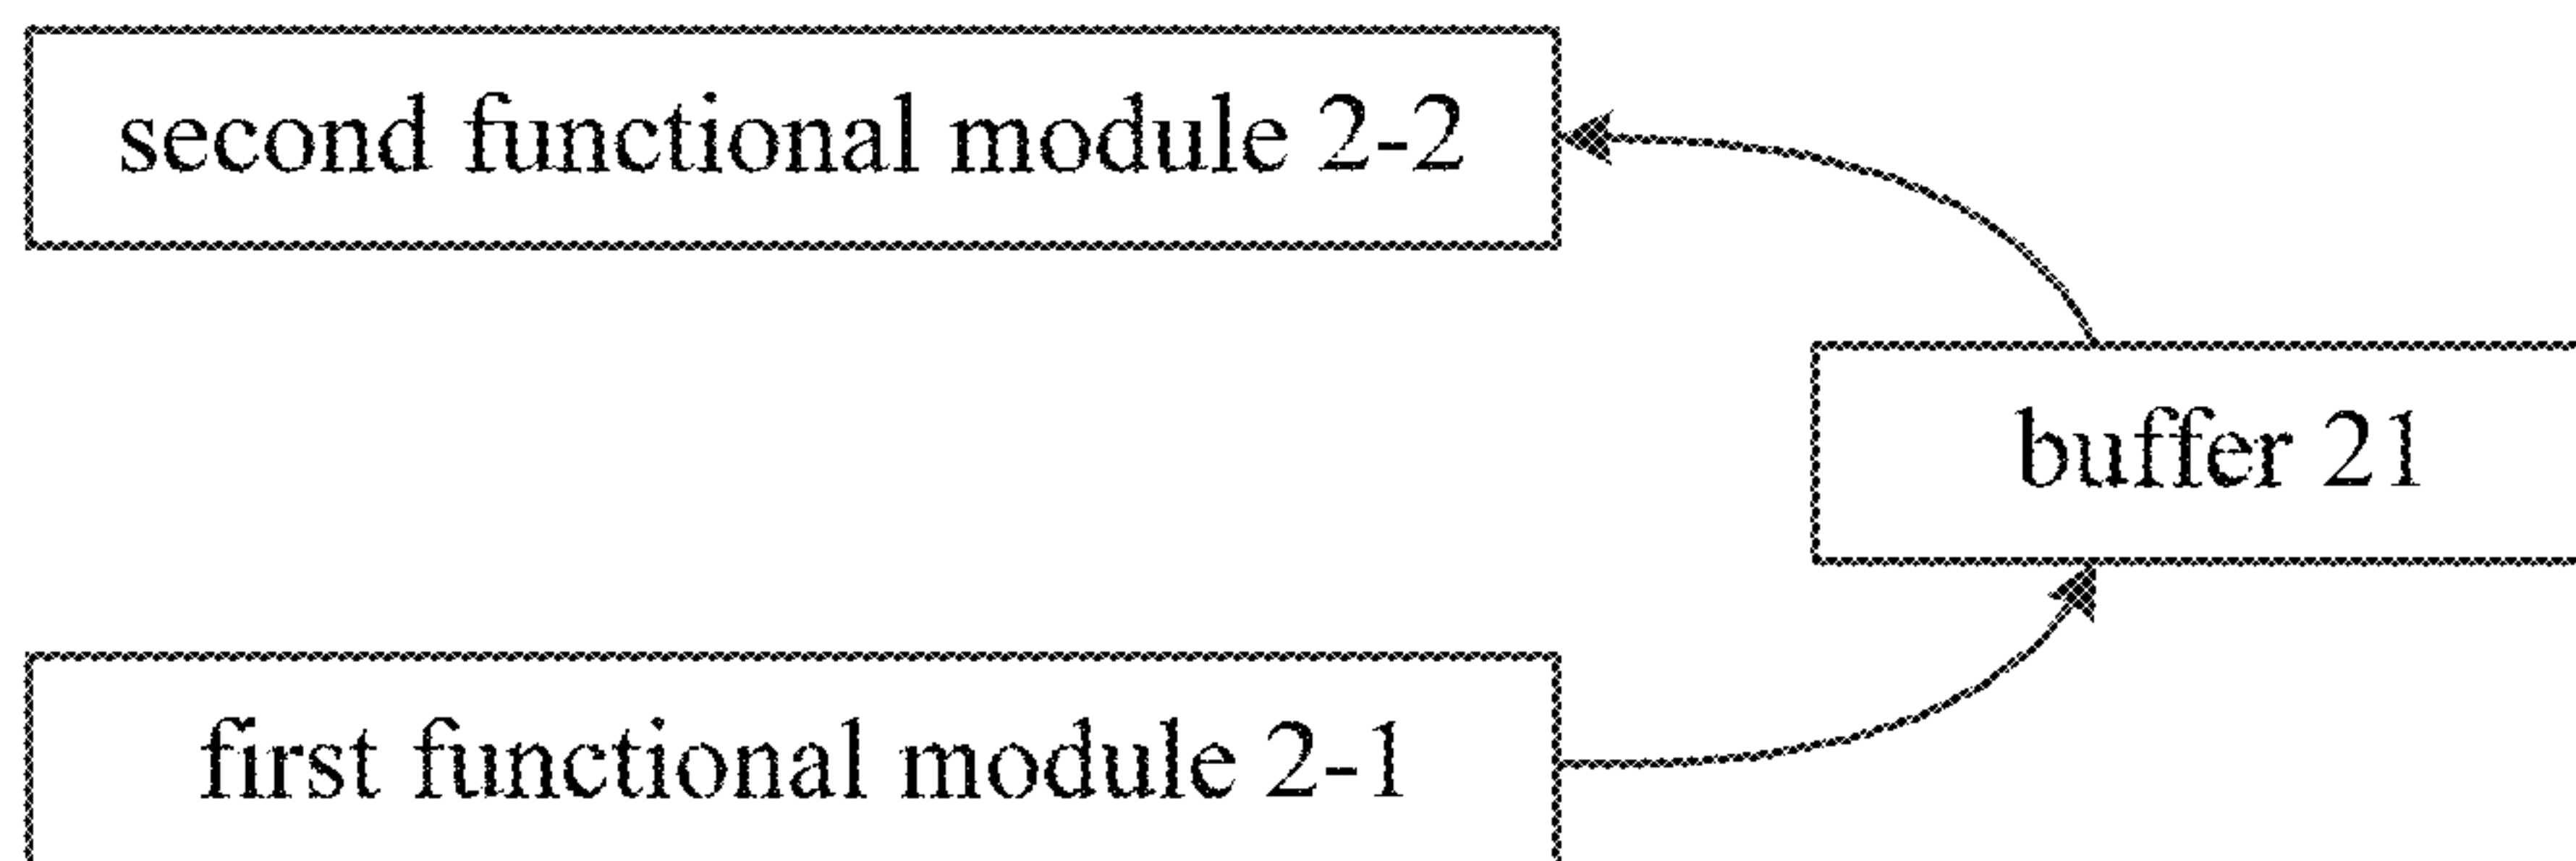 second functional module 2-2
buffer 21
first functional module 2-1